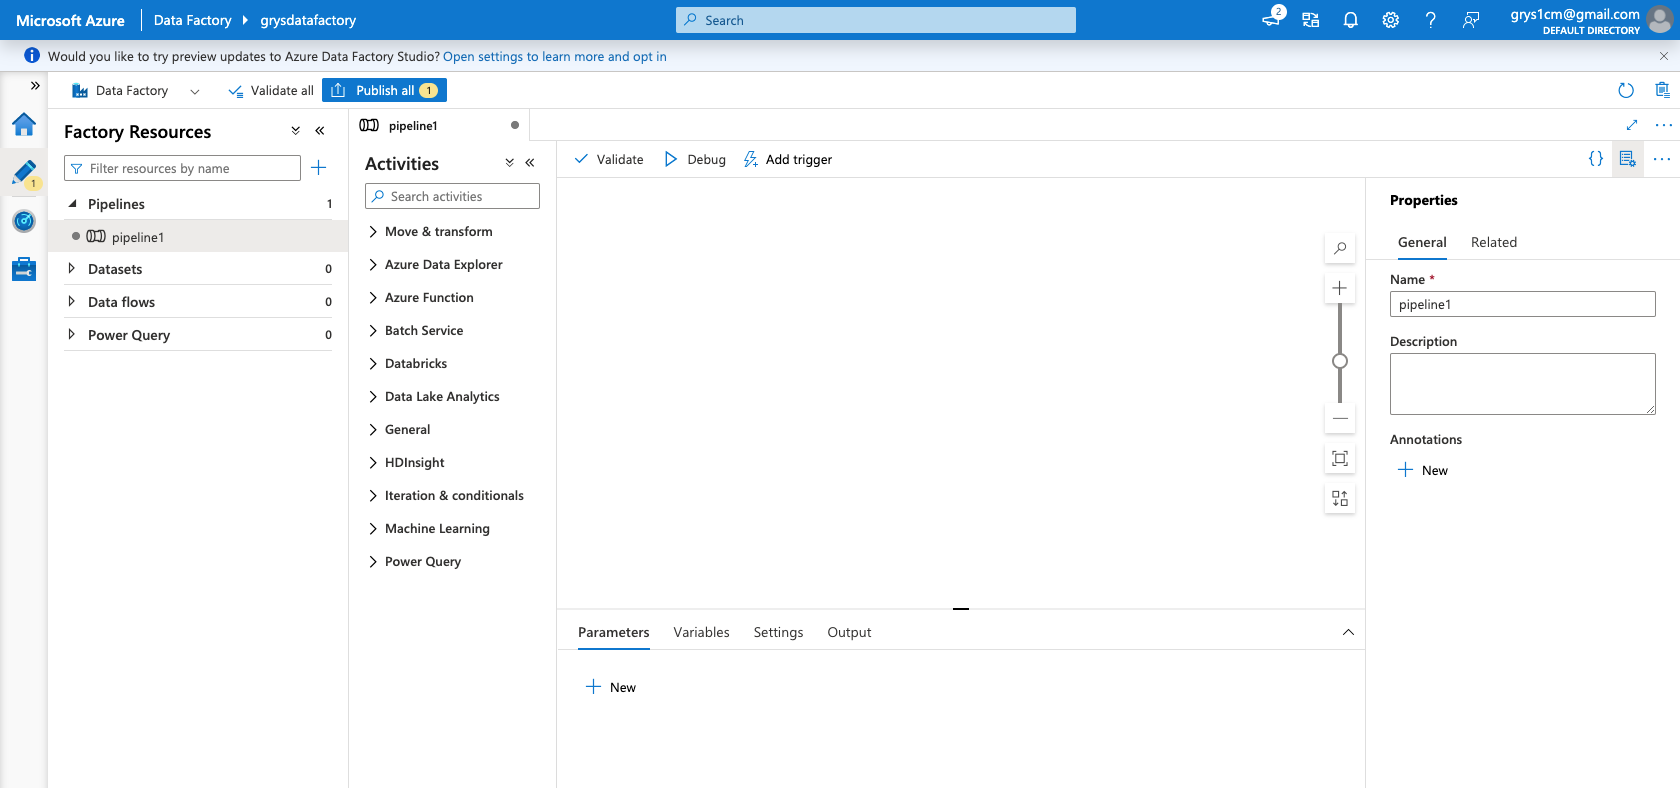 Microsoft Azure
Data Factory
grysdatafactory
Search
2
?
grys1cm@gmail.com
DEFAULT DIRECTORY
Would you like to try preview updates to Azure Data Factory Studio? Open settings to learn more and opt in
Data Factory
Validate all
Publish all 1
1
Factory Resources
Filter resources by name
Pipelines 1
pipeline1
Datasets 0
Data flows 0
Power Query 0
pipeline1
Activities
Search activities
Move & transform
Azure Data Explorer
Azure Function
Batch Service
Databricks
Data Lake Analytics
General
HDInsight
Iteration & conditionals
Machine Learning
Power Query
Validate
Debug
Add trigger
{}
Parameters
Variables
Settings
Output
New
Properties
General
Related
Name *
pipeline1
Description
Annotations
New